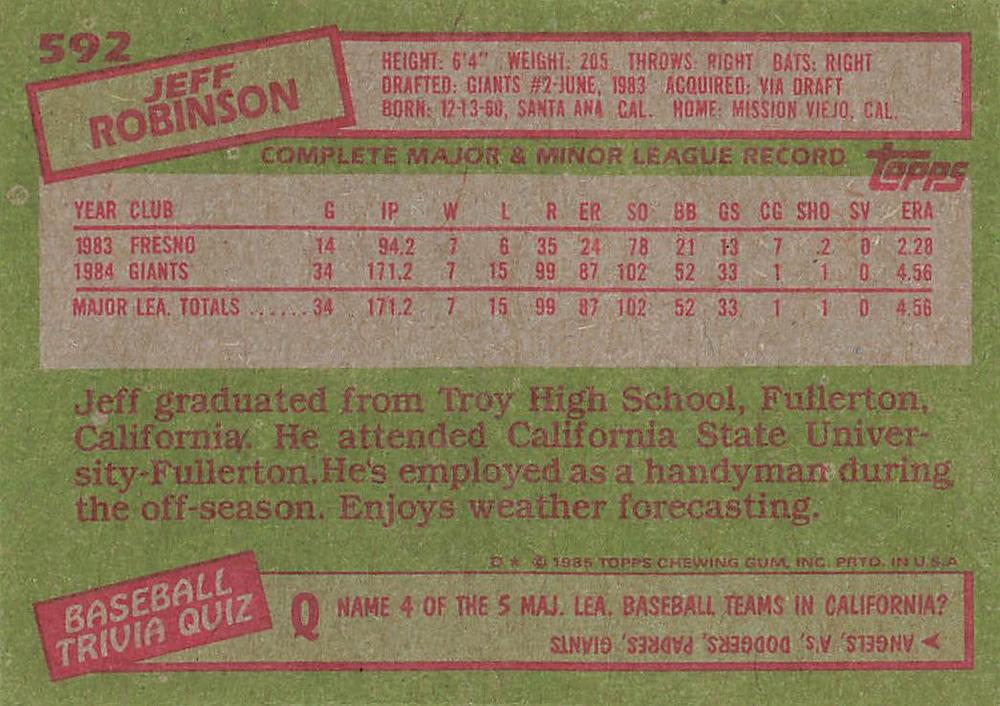 592
JEFF
ROBINSON
HEIGHT: 6'4" WEIGHT: 205 THROWS: RIGHT BATS: RIGHT
DRAFTED: GIANTS #2-JUNE, 1983 ACQUIRED: VIA DRAFT
BORN: 12-13-60, SANTA ANA CAL. HOME: MISSION VIEJO, CAL.
COMPLETE MAJOR & MINOR LEAGUE RECORD
topps
YEAR CLUB G IP W L R ER SO BB GS CG SHO SV ERA
1983 FRESNO 14 94.2 7 6 35 24 78 21 13 7 2 0 2.28
1984 GIANTS 34 171.2 7 15 99 87 102 52 33 1 1 0 4.56
MAJOR LEA. TOTALS ......34 171.2 7 15 99 87 102 52 33 1 1 0 4.56
Jeff graduated from Troy High School, Fullerton,
California. He attended California State Univer-
sity-Fullerton.He's employed as a handyman during
the off-season. Enjoys weather forecasting.
D * © 1985 TOPPS CHEWING GUM, INC. PRTD. IN U.S.A
BASEBALL
TRIVIA QUIZ
Q NAME 4 OF THE 5 MAJ. LEA. BASEBALL TEAMS IN CALIFORNIA?
ANGELS, A'S, DODGERS, PADRES, GIANTS